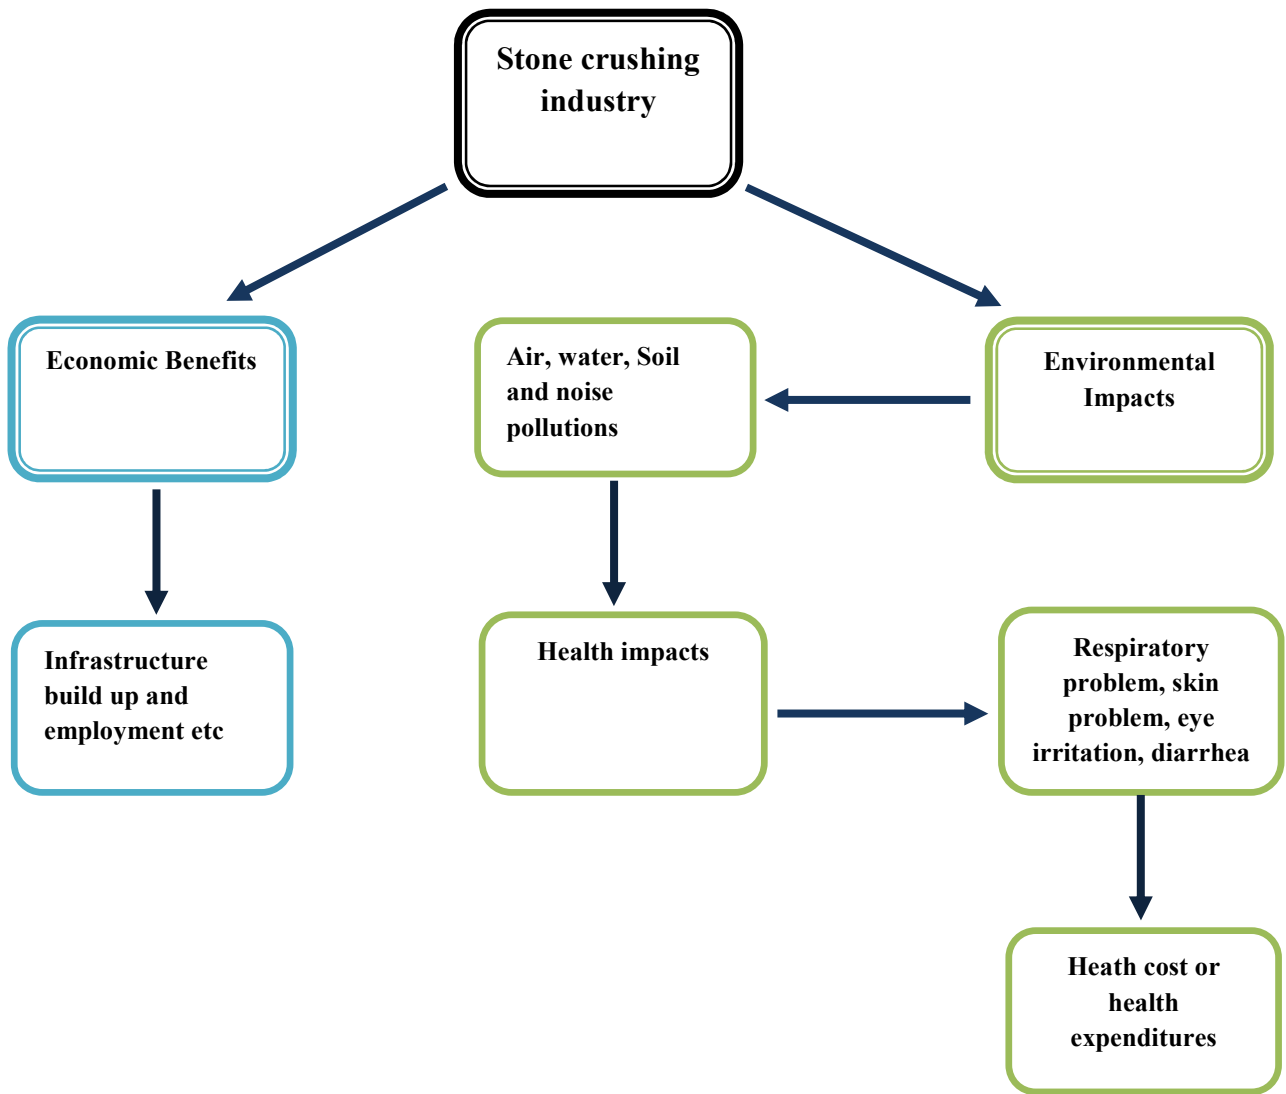 Stone crushing
industry
Economic Benefits
Air, water, Soil
and noise
pollutions
Environmental
Impacts
Infrastructure
build up and
employment etc
Health impacts
Respiratory
problem, skin
problem, eye
irritation, diarrhea
Heath cost or
health
expenditures